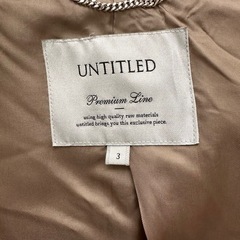 UNTITLED
Premium Line
using high quality raw materials
untitled brings you this exclusive piece.
3